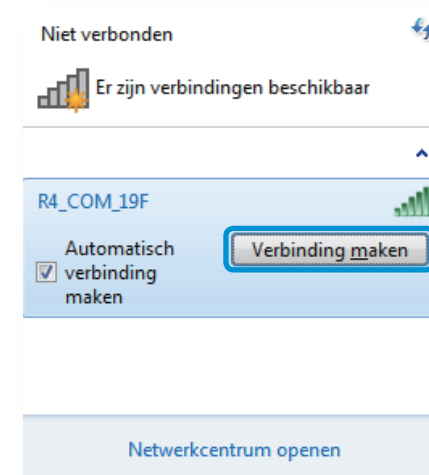 Niet verbonden
Er zijn verbindingen beschikbaar
R4_COM_19F
Automatisch
verbinding
maken
Verbinding maken
Netwerkcentrum openen